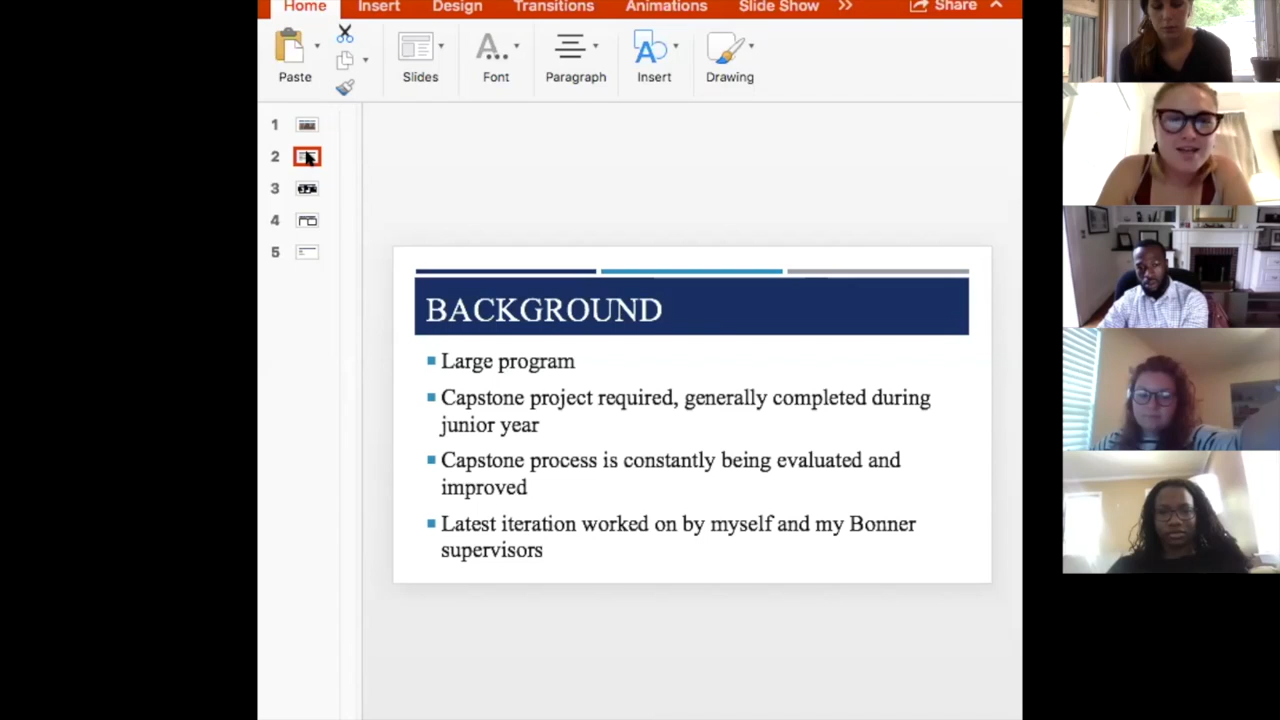 Home Insert Design Transitions Animations Slide Show >> Share
Paste Slides Font Paragraph Insert Drawing
1
2
3
4
5
BACKGROUND
Large program
Capstone project required, generally completed during
junior year
Capstone process is constantly being evaluated and
improved
Latest iteration worked on by myself and my Bonner
supervisors